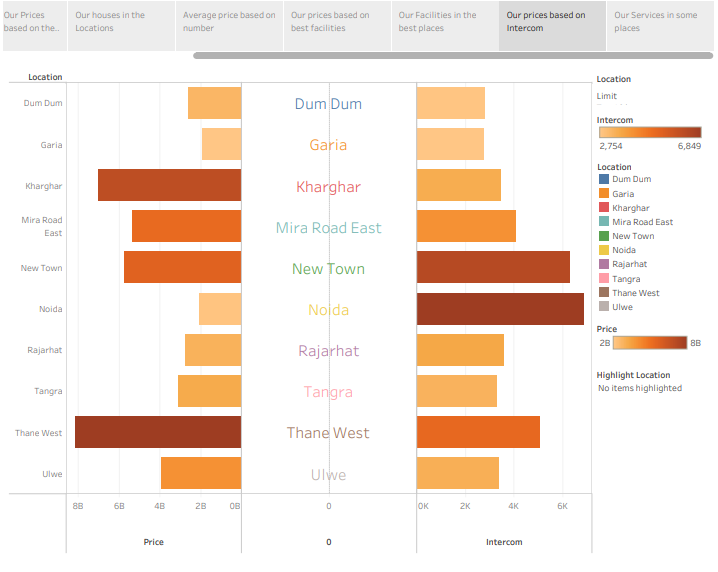 Our Prices
based on the..
Our houses in the
Locations
Average price based on
number
Our prices based on
best facilities
Our Facilities in the
best places
Our prices based on
Intercom
Our Services in some
places
Location
Dum Dum
Garia
Kharghar
Mira Road
East
New Town
Noida
Rajarhat
Tangra
Thane West
Ulwe
Dum Dum
Garia
Kharghar
Mira Road East
New Town
Noida
Rajarhat
Tangra
Thane West
Ulwe
8B 6B 4B 2B 0B
0
0K 2K 4K 6K
Price
0
Intercom
Location
Limit
Intercom
2,754 6,849
Location
Dum Dum
Garia
Kharghar
Mira Road East
New Town
Noida
Rajarhat
Tangra
Thane West
Ulwe
Price
2B 8B
Highlight Location
No items highlighted